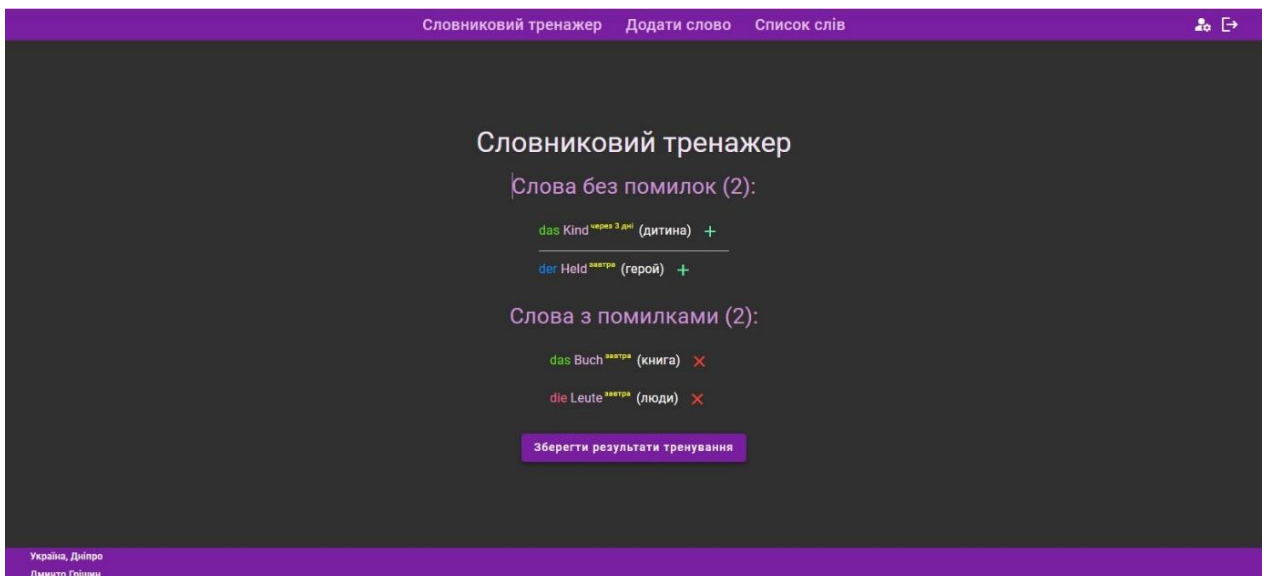 Словниковий тренажер Додати слово Список слів
Словниковий тренажер
Слова без помилок (2):
das Kind через 3 дні (дитина) +
der Held завтра (герой) +
Слова з помилками (2):
das Buch завтра (книга) ×
die Leute завтра (люди) ×
Зберегти результати тренування
Україна, Дніпро
Дмитро Грішин